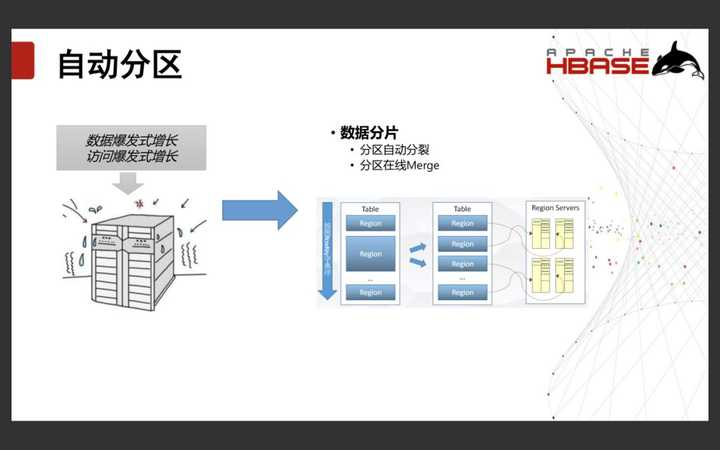 自动分区
APACHE
HBASE
数据爆发式增长
访问爆发式增长
• 数据分片
• 分区自动分裂
• 分区在线Merge
Table
Region
Region
...
Region
Table
Region
Region
Region
...
Region
Region Servers